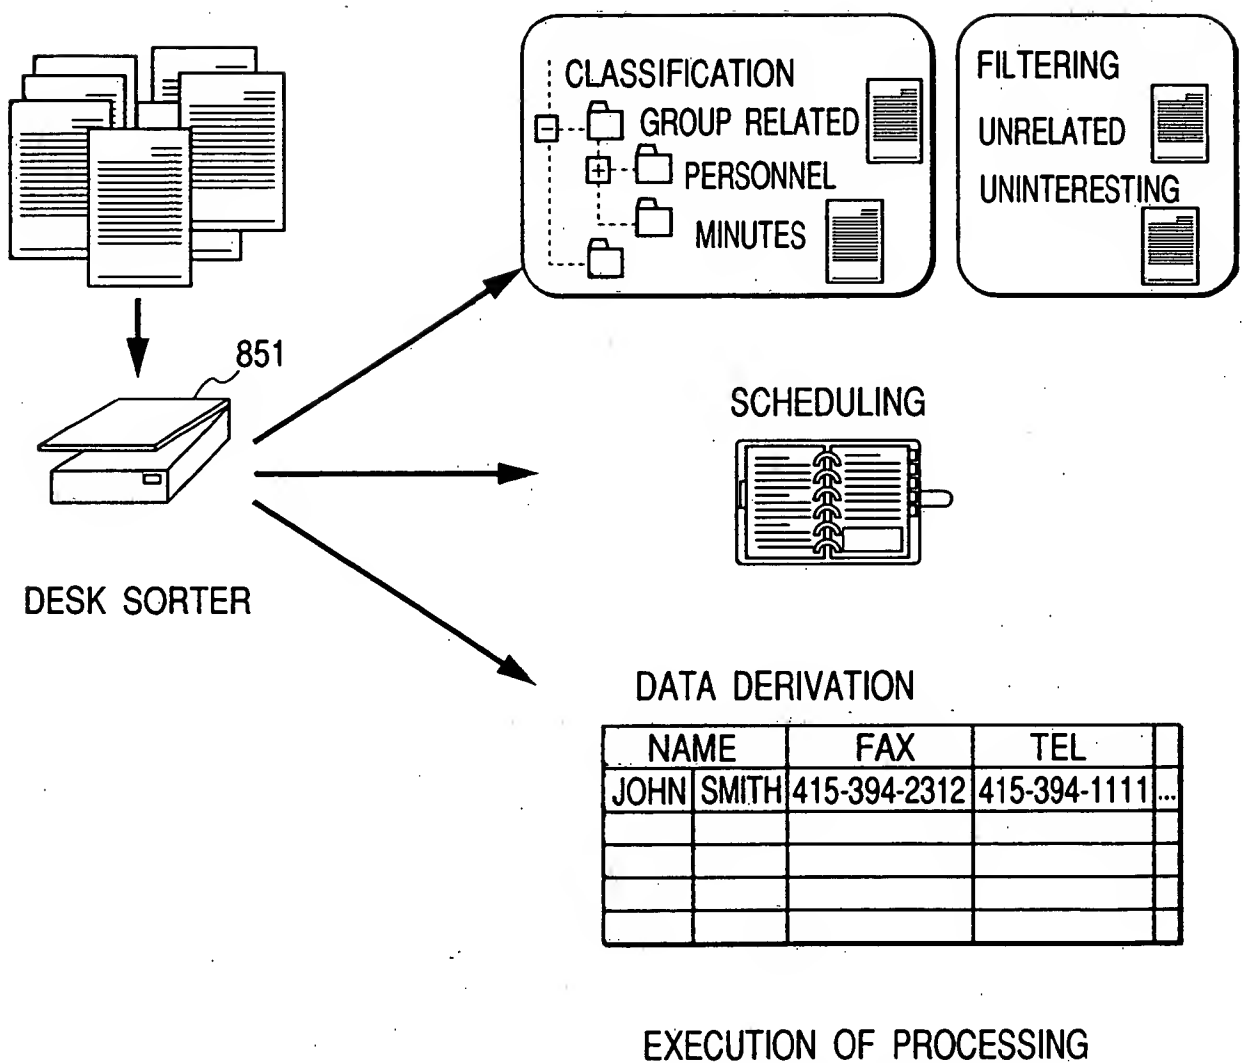 CLASSIFICATION
GROUP RELATED
PERSONNEL
MINUTES
FILTERING
UNRELATED
UNINTERESTING
851
DESK SORTER
SCHEDULING
DATA DERIVATION
NAME FAX TEL
JOHN SMITH 415-394-2312 415-394-1111 ...
EXECUTION OF PROCESSING